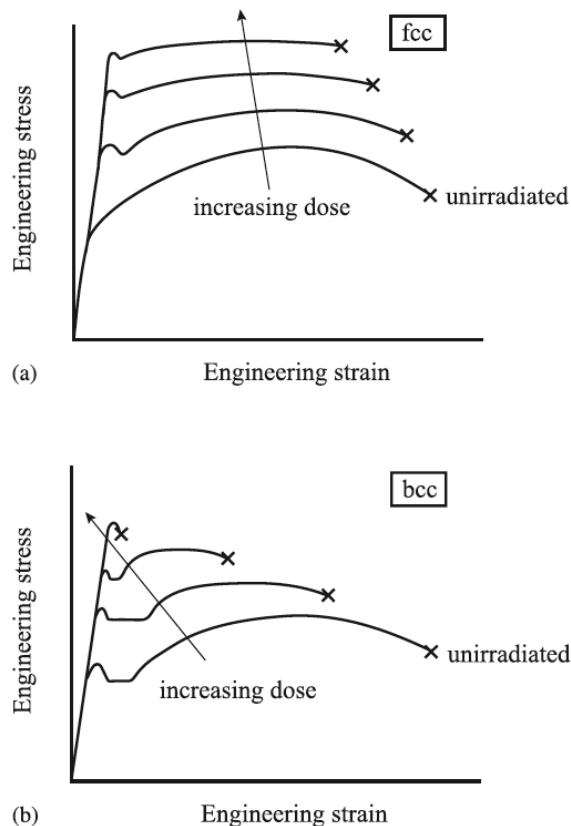 fcc
Engineering stress
increasing dose
unirradiated
Engineering strain
(a)
bcc
Engineering stress
unirradiated
increasing dose
Engineering strain
(b)